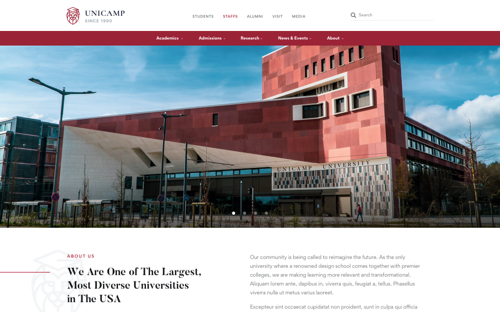 UNICAMP
SINCE 1990
STUDENTS STAFFS ALUMNI VISIT MEDIA
Search
Academics Admissions Research News & Events About
UNICAMP UNIVERSITY
ABOUT US
We Are One of The Largest,
Most Diverse Universities
in The USA
Our community is being called to reimagine the future. As the only
university where a renowned design school comes together with premier
colleges, we are making learning more relevant and transformational.
Aliquam lorem ante, dapibus in, viverra quis, feugiat a, tellus. Phasellus
viverra nulla ut metus varius laoreet.
Excepteur sint occaecat cupidatat non proident, sunt in culpa qui officia